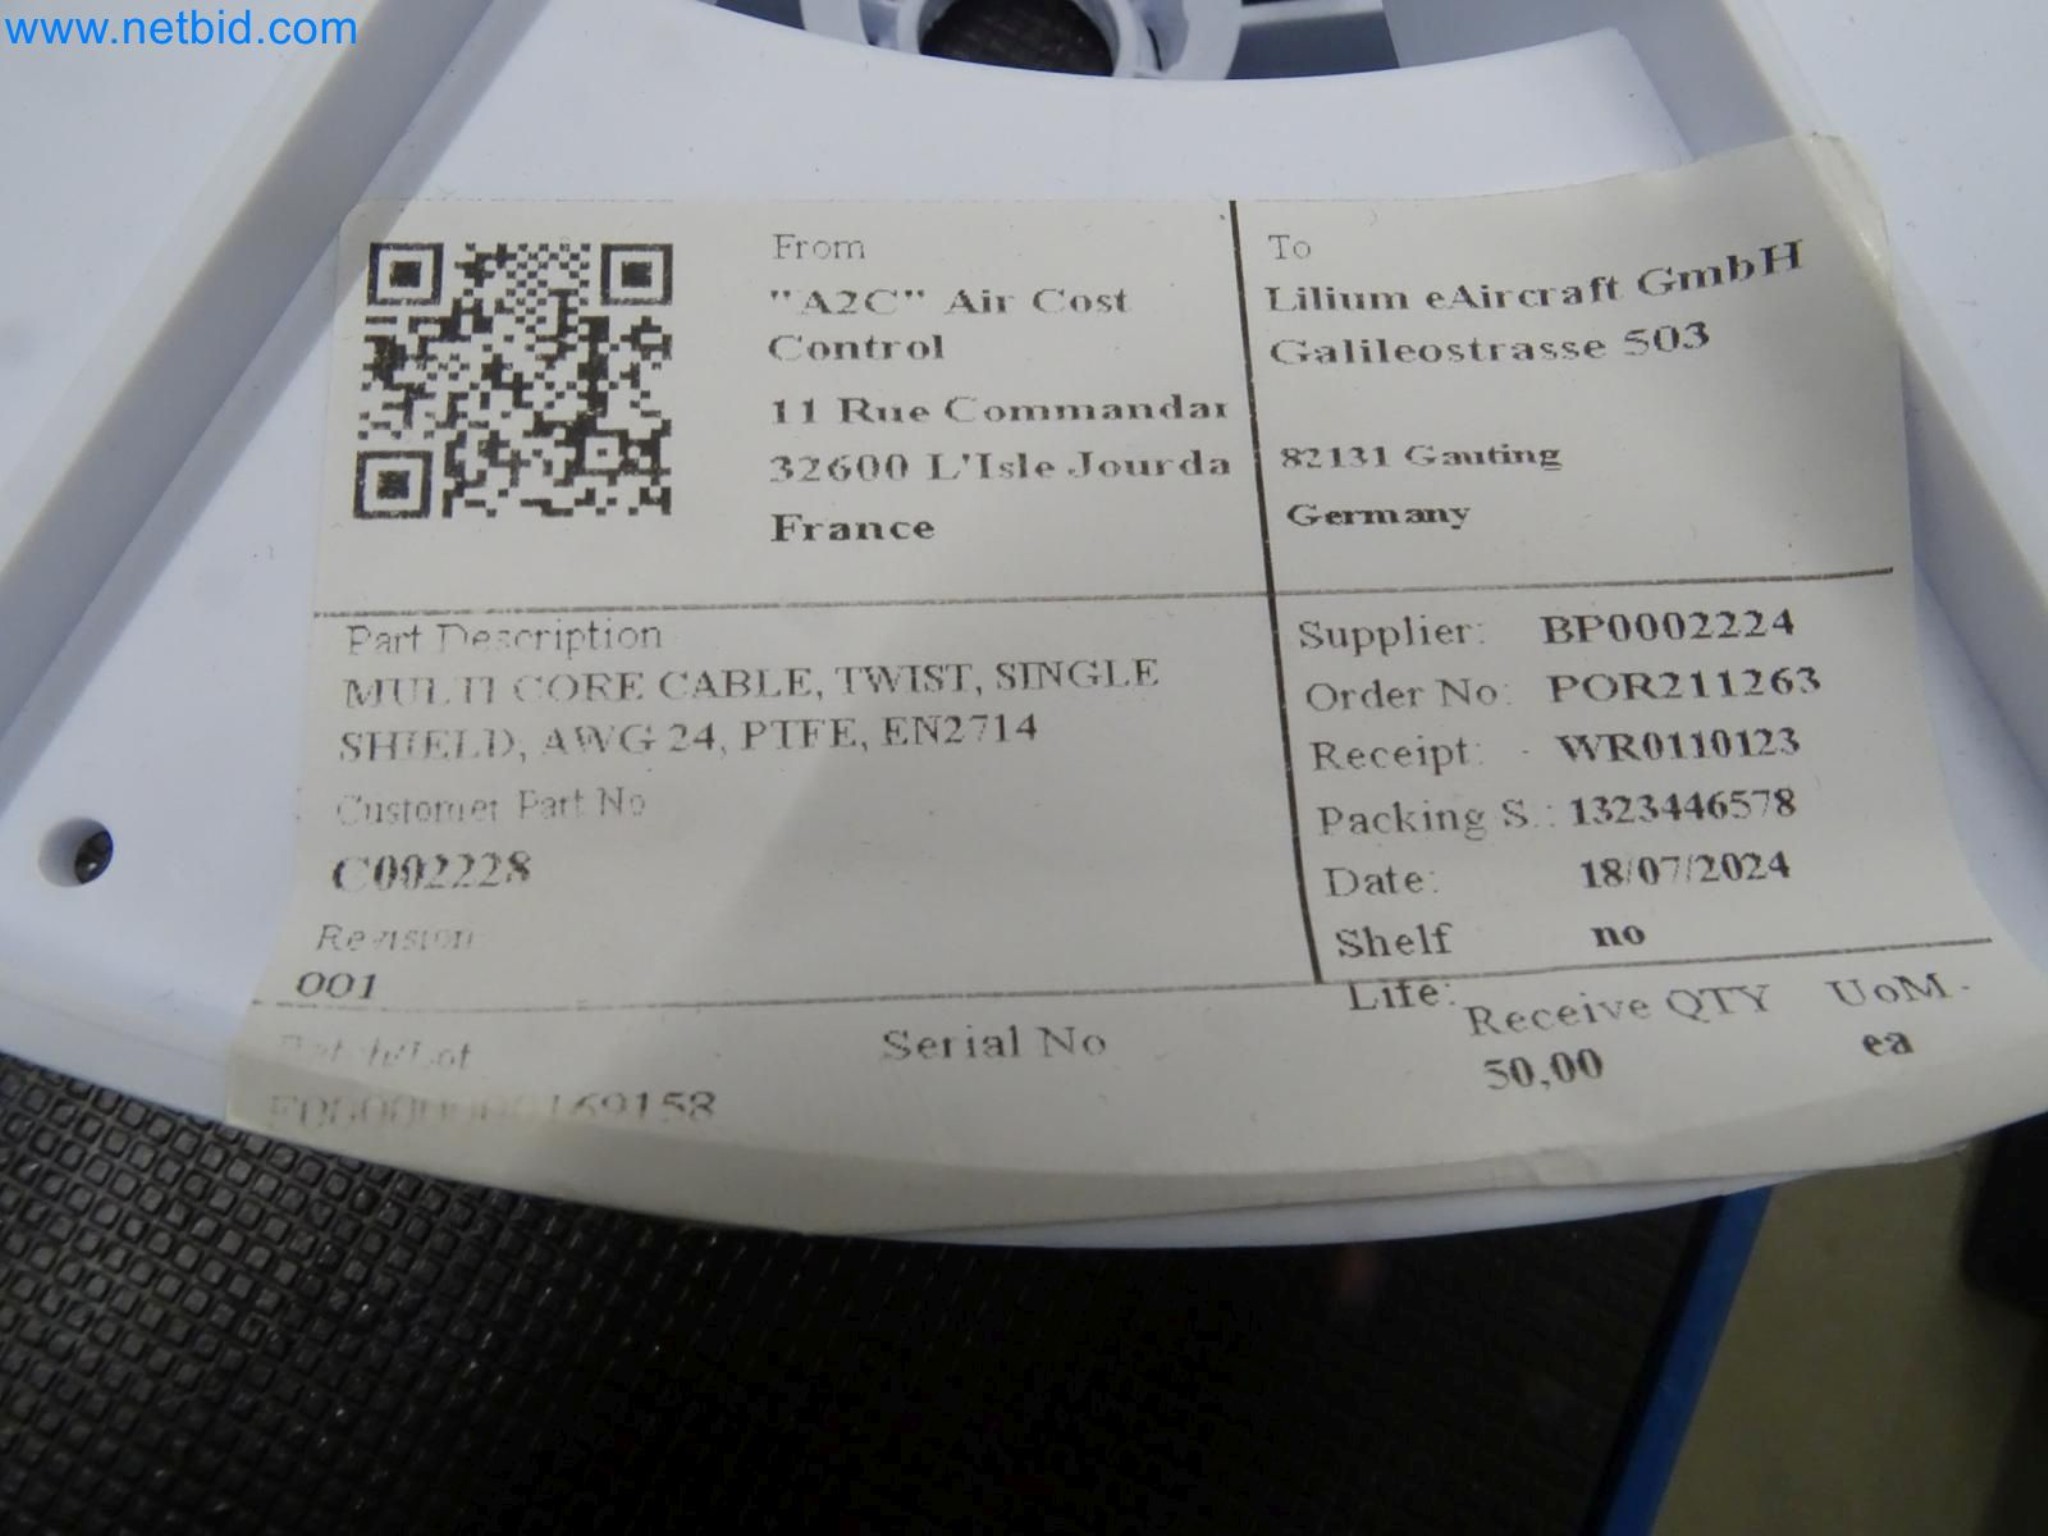 www.netbid.com
From
"A2C" Air Cost
Control
11 Rue Commandar
32600 L'Isle Jourda
France
To
Lilium eAircraft GmbH
Galileostrasse 503
82131 Gauting
Germany
Part Description
MULTI CORE CABLE, TWIST, SINGLE
SHIELD, AWG 24, PTFE, EN2714
Customer Part No
C002228
Revision
001
Supplier: BP0002224
Order No: POR211263
Receipt: WR0110123
Packing S.: 1323446578
Date: 18/07/2024
Shelf no
Life:
Batch/Lot
Serial No
Receive QTY UoM
50,00 ea